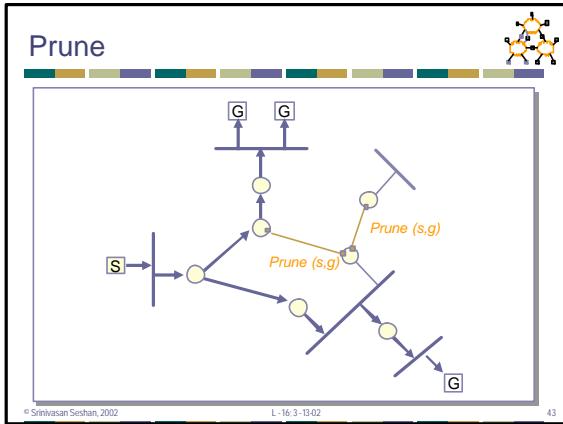 Prune
G G
Prune (s,g)
Prune (s,g)
S
G
© Srinivasan Seshan, 2002 L -16; 3 -13-02 43